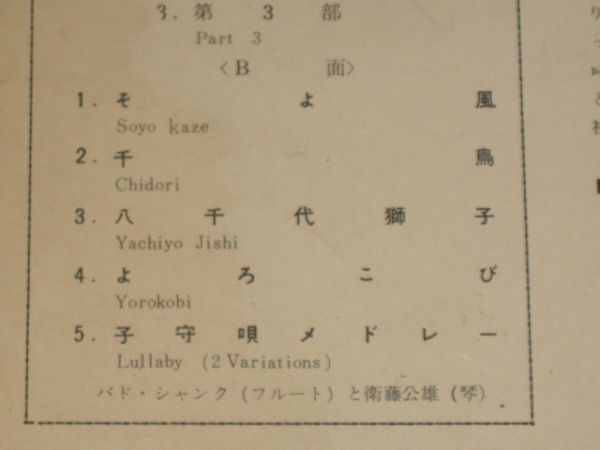 3. 第3部
Part 3
〈B面〉
1. そよ風
Soyo kaze
2. 千鳥
Chidori
3. 八千代獅子
Yachiyo Jishi
4. よろこび
Yorokobi
5. 子守唄メドレー
Lullaby (2 Variations)
バド・シャンク (フルート) と衛藤公雄 (琴)